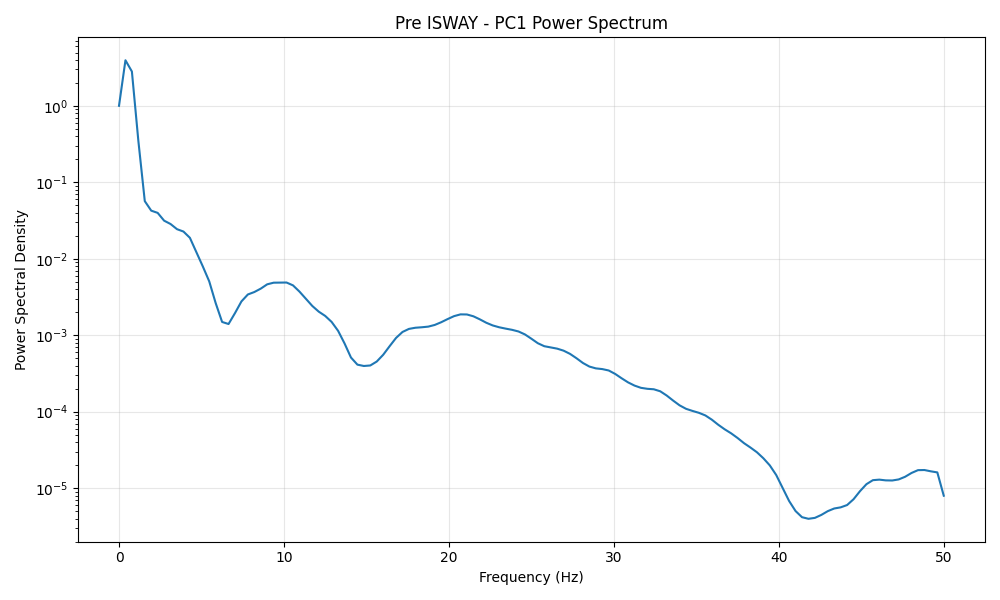 Pre ISWAY - PC1 Power Spectrum
Power Spectral Density
10⁰
10⁻¹
10⁻²
10⁻³
10⁻⁴
10⁻⁵
0 10 20 30 40 50
Frequency (Hz)